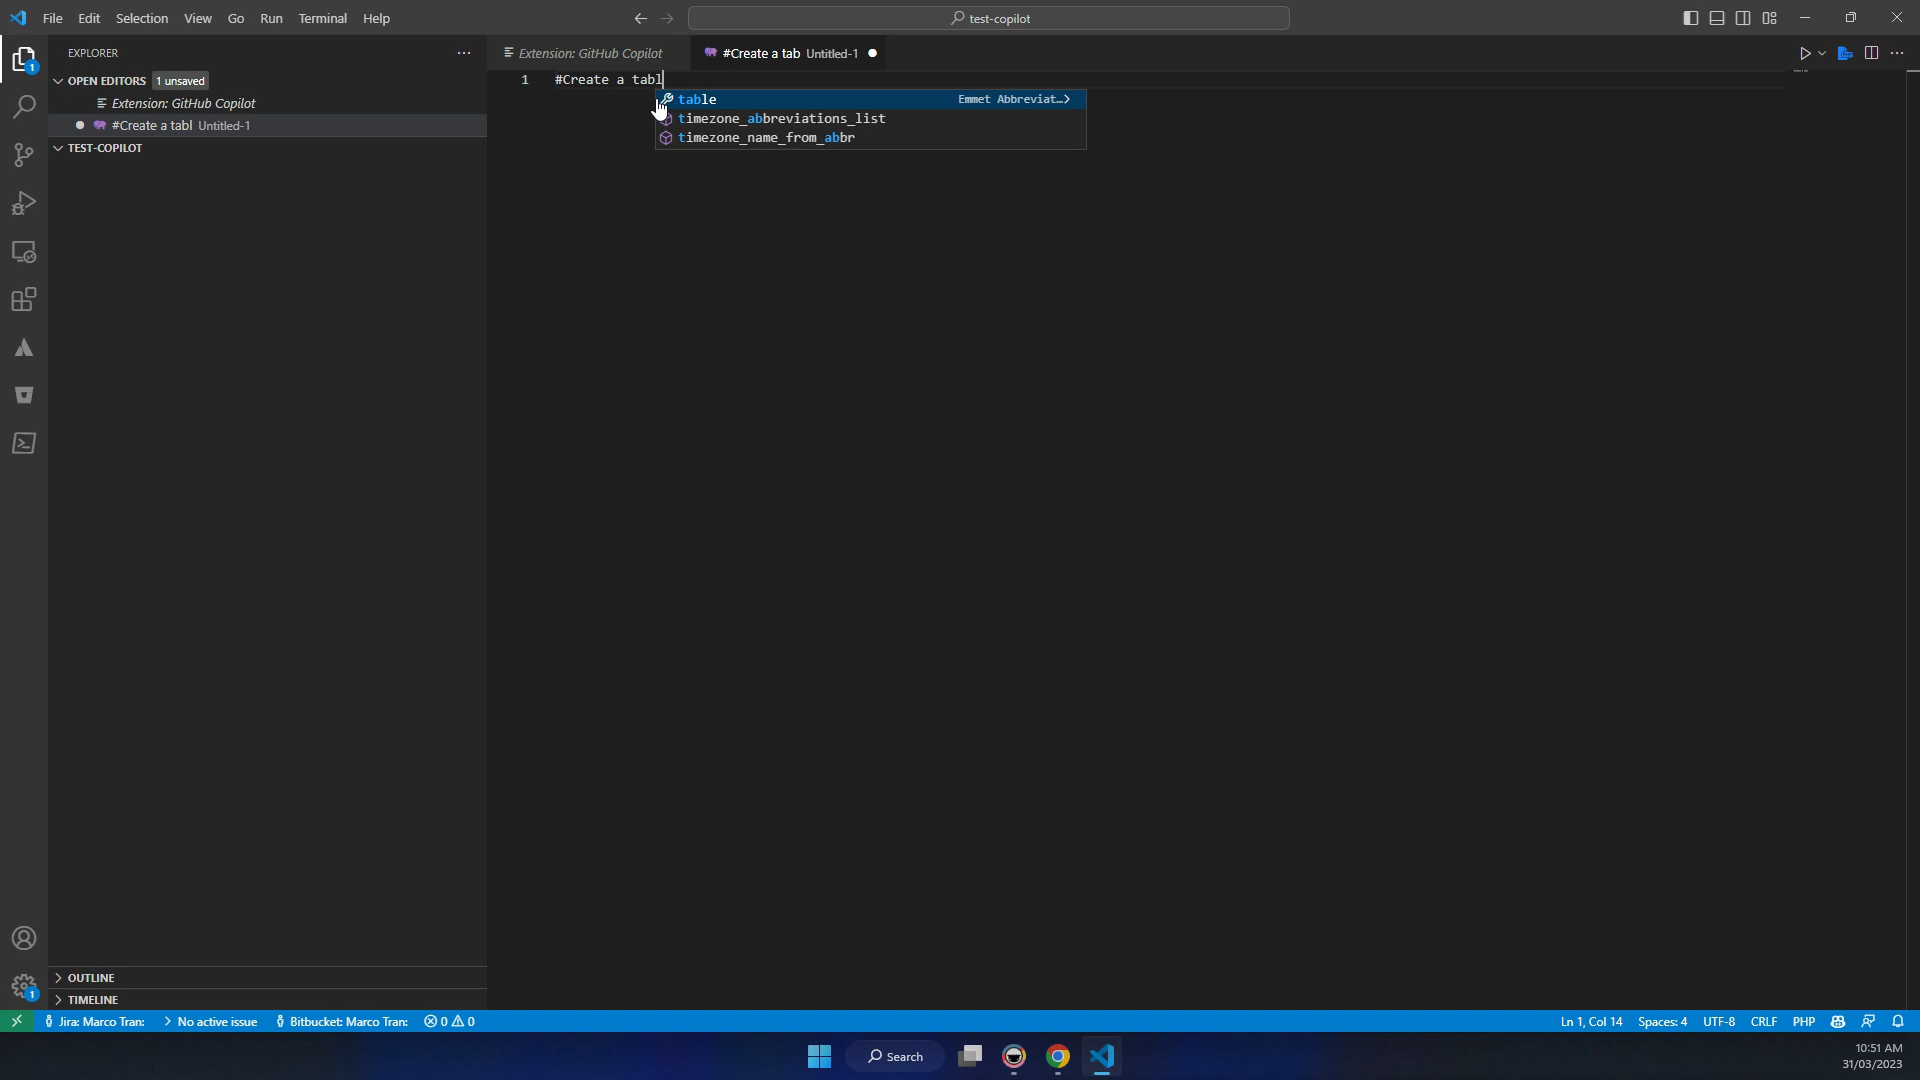 File Edit Selection View Go Run Terminal Help
test-copilot
EXPLORER
Extension: GitHub Copilot
#Create a tab Untitled-1
OPEN EDITORS 1 unsaved
Extension: GitHub Copilot
#Create a tabl Untitled-1
TEST-COPILOT
1 #Create a tabl
table Emmet Abbreviat…
timezone_abbreviations_list
timezone_name_from_abbr
1
OUTLINE
TIMELINE
1
Jira: Marco Tran: No active issue Bitbucket: Marco Tran: 0 0
Ln 1, Col 14 Spaces: 4 UTF-8 CRLF PHP
Search
10:51 AM
31/03/2023